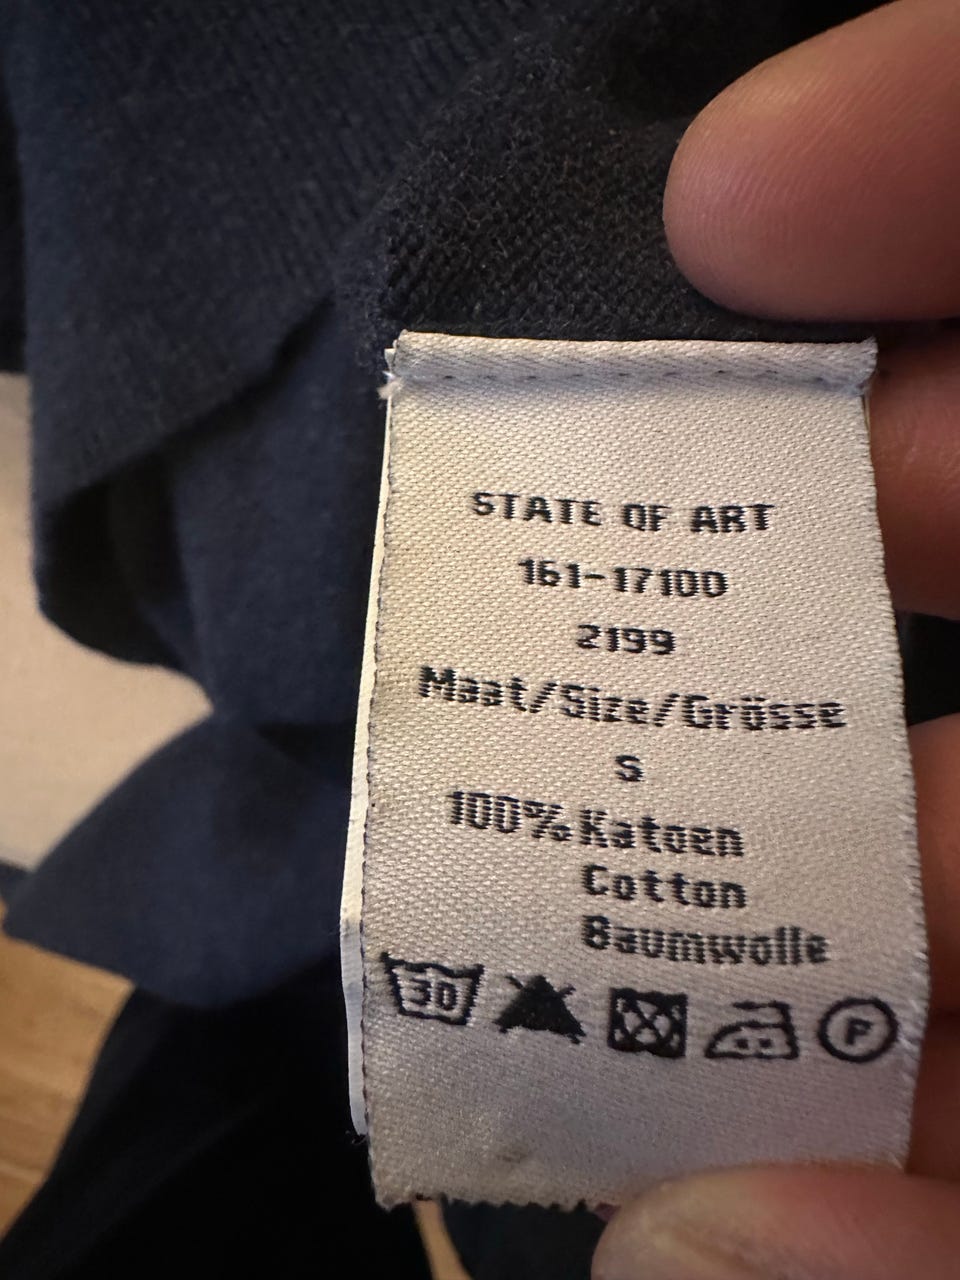 STATE OF ART
161-17100
2199
Maat/Size/Grösse
S
100% Katoen
Cotton
Baumwolle
30 P